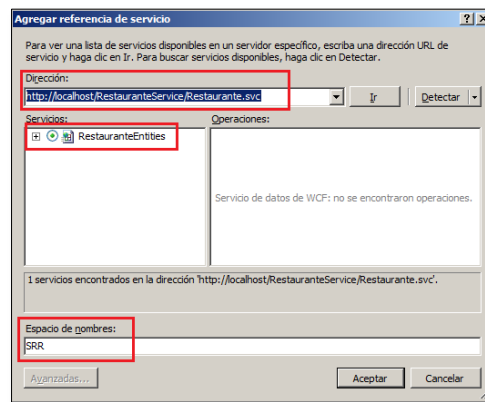 Agregar referencia de servicio
Para ver una lista de servicios disponibles en un servidor específico, escriba una dirección URL de
servicio y haga clic en Ir. Para buscar servicios disponibles, haga clic en Detectar.
Dirección:
http://localhost/RestauranteService/Restaurante.svc
Ir
Detectar
Servicios:
Operaciones:
RestauranteEntities
Servicio de datos de WCF: no se encontraron operaciones.
1 servicios encontrados en la dirección 'http://localhost/RestauranteService/Restaurante.svc'.
Espacio de nombres:
SRR
Avanzadas...
Aceptar
Cancelar